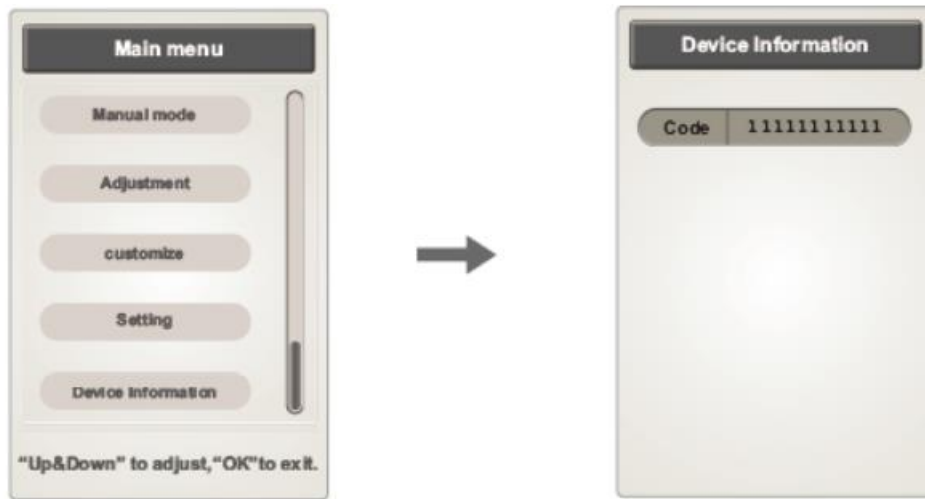 Main menu
Manual mode
Adjustment
customize
Setting
Device Information
“Up&Down” to adjust,“OK”to exit.
Device Information
Code 11111111111